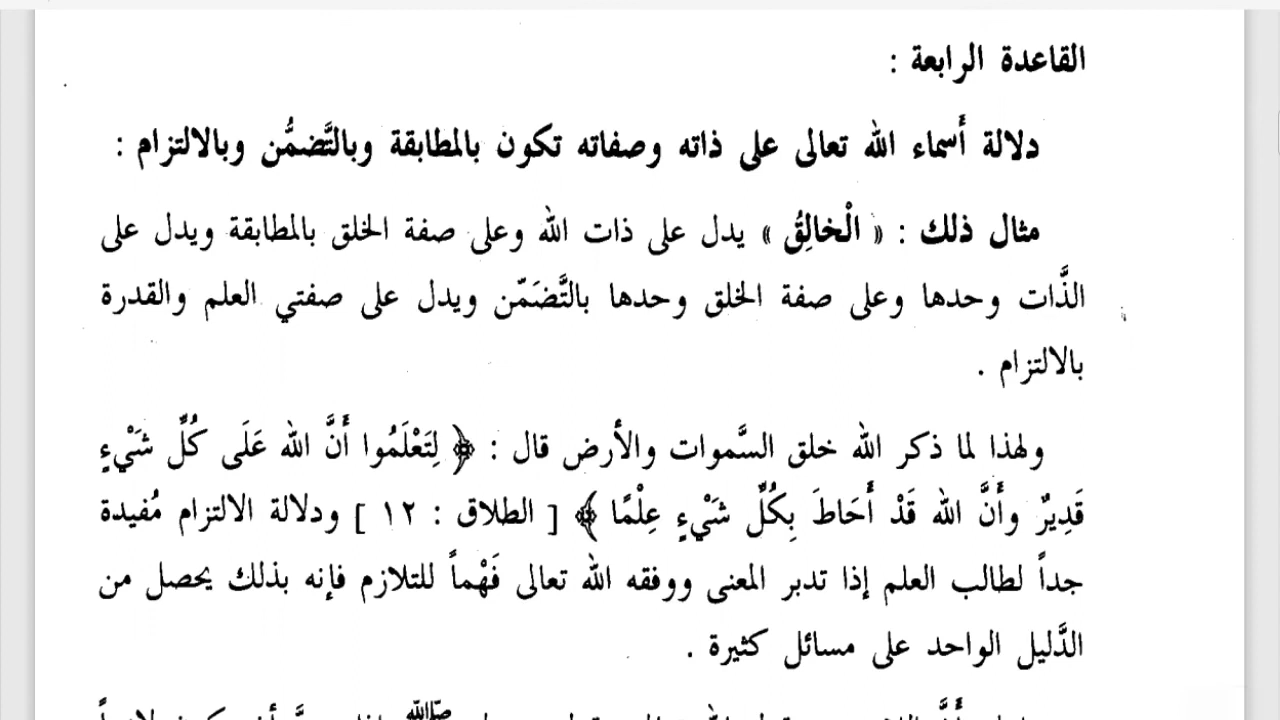 القاعدة الرابعة :
دلالة أَسماء الله تعالى على ذاته وصفاته تكون بالمطابقة وبالتَّضمُّن وبالالتزام :
مثال ذلك : « الْخالِقُ » يدل على ذات الله وعلى صفة الخلق بالمطابقة ويدل على
الذَّات وحدها وعلى صفة الخلق وحدها بالتَّضَمّن ويدل على صفتي العلم والقدرة
بالالتزام .
ولهذا لما ذكر الله خلق السَّموات والأرض قال : ﴿ لِتَعْلَمُوا أَنَّ الله عَلَى كُلِّ شَيْءٍ
قَدِيرٌ وأَنَّ الله قَدْ أَحَاطَ بِكُلِّ شَيْءٍ عِلْمًا ﴾ [ الطلاق : ١٢ ] ودلالة الالتزام مُفيدة
جداً لطالب العلم إذا تدبر المعنى ووفقه الله تعالى فَهْماً للتلازم فإنه بذلك يحصل من
الدَّليل الواحد على مسائل كثيرة .